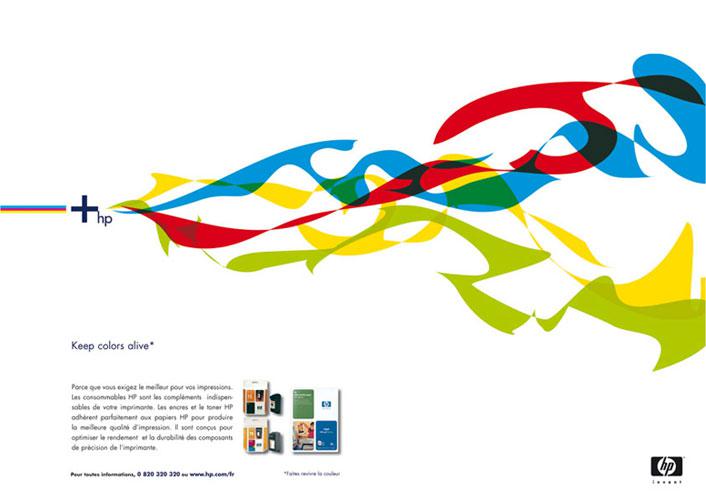 +hp
Keep colors alive*
Parce que vous exigez le meilleur pour vos impressions.
Les consommables HP sont les compléments indispen-
sables de votre imprimante. Les encres et le toner HP
adhèrent parfaitement aux papiers HP pour produire
la meilleure qualité d'impression. Il sont conçus pour
optimiser le rendement et la durabilité des composants
de précision de l'imprimante.
Pour toutes informations, 0 820 320 320 ou www.hp.com/fr
*Faites revivre la couleur
hp
invent